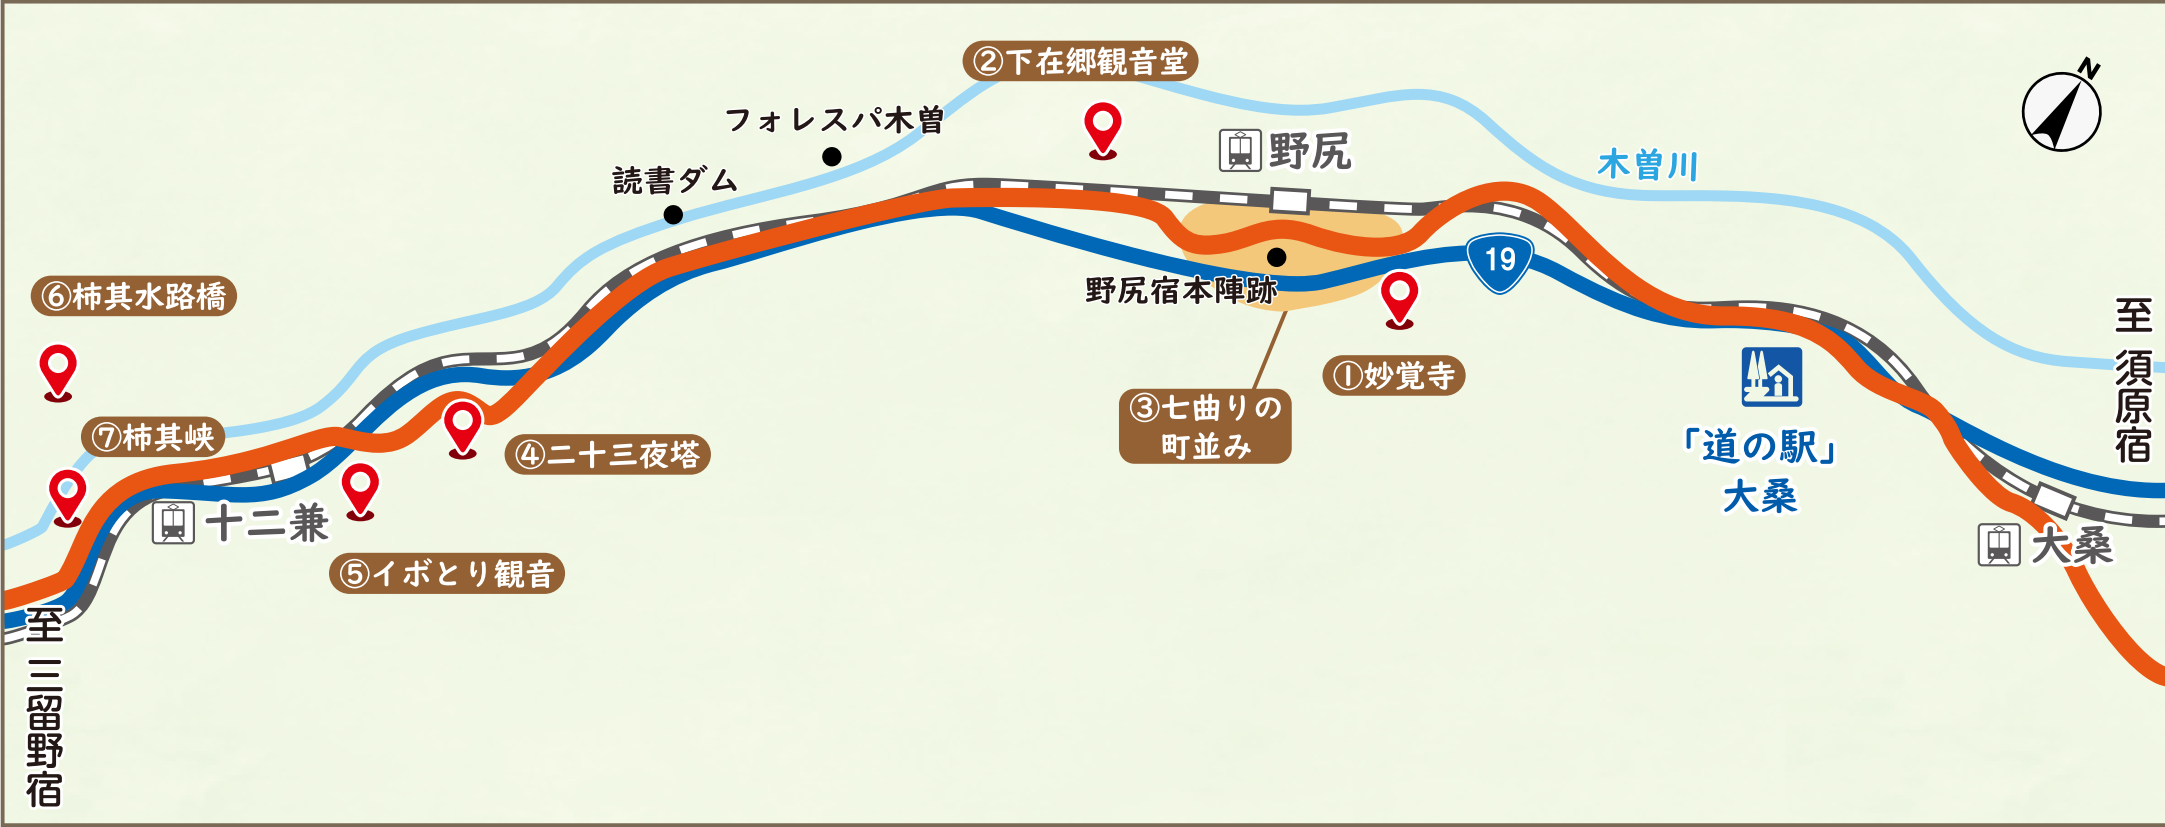 ②下在郷観音堂
N
フォレスパ木曽
野尻
木曽川
読書ダム
19
⑥柿其水路橋
野尻宿本陣跡
至 須原宿
①妙覚寺
③七曲りの
町並み
⑦柿其峡
④二十三夜塔
「道の駅」
大桑
十二兼
大桑
⑤イボとり観音
至 三留野宿